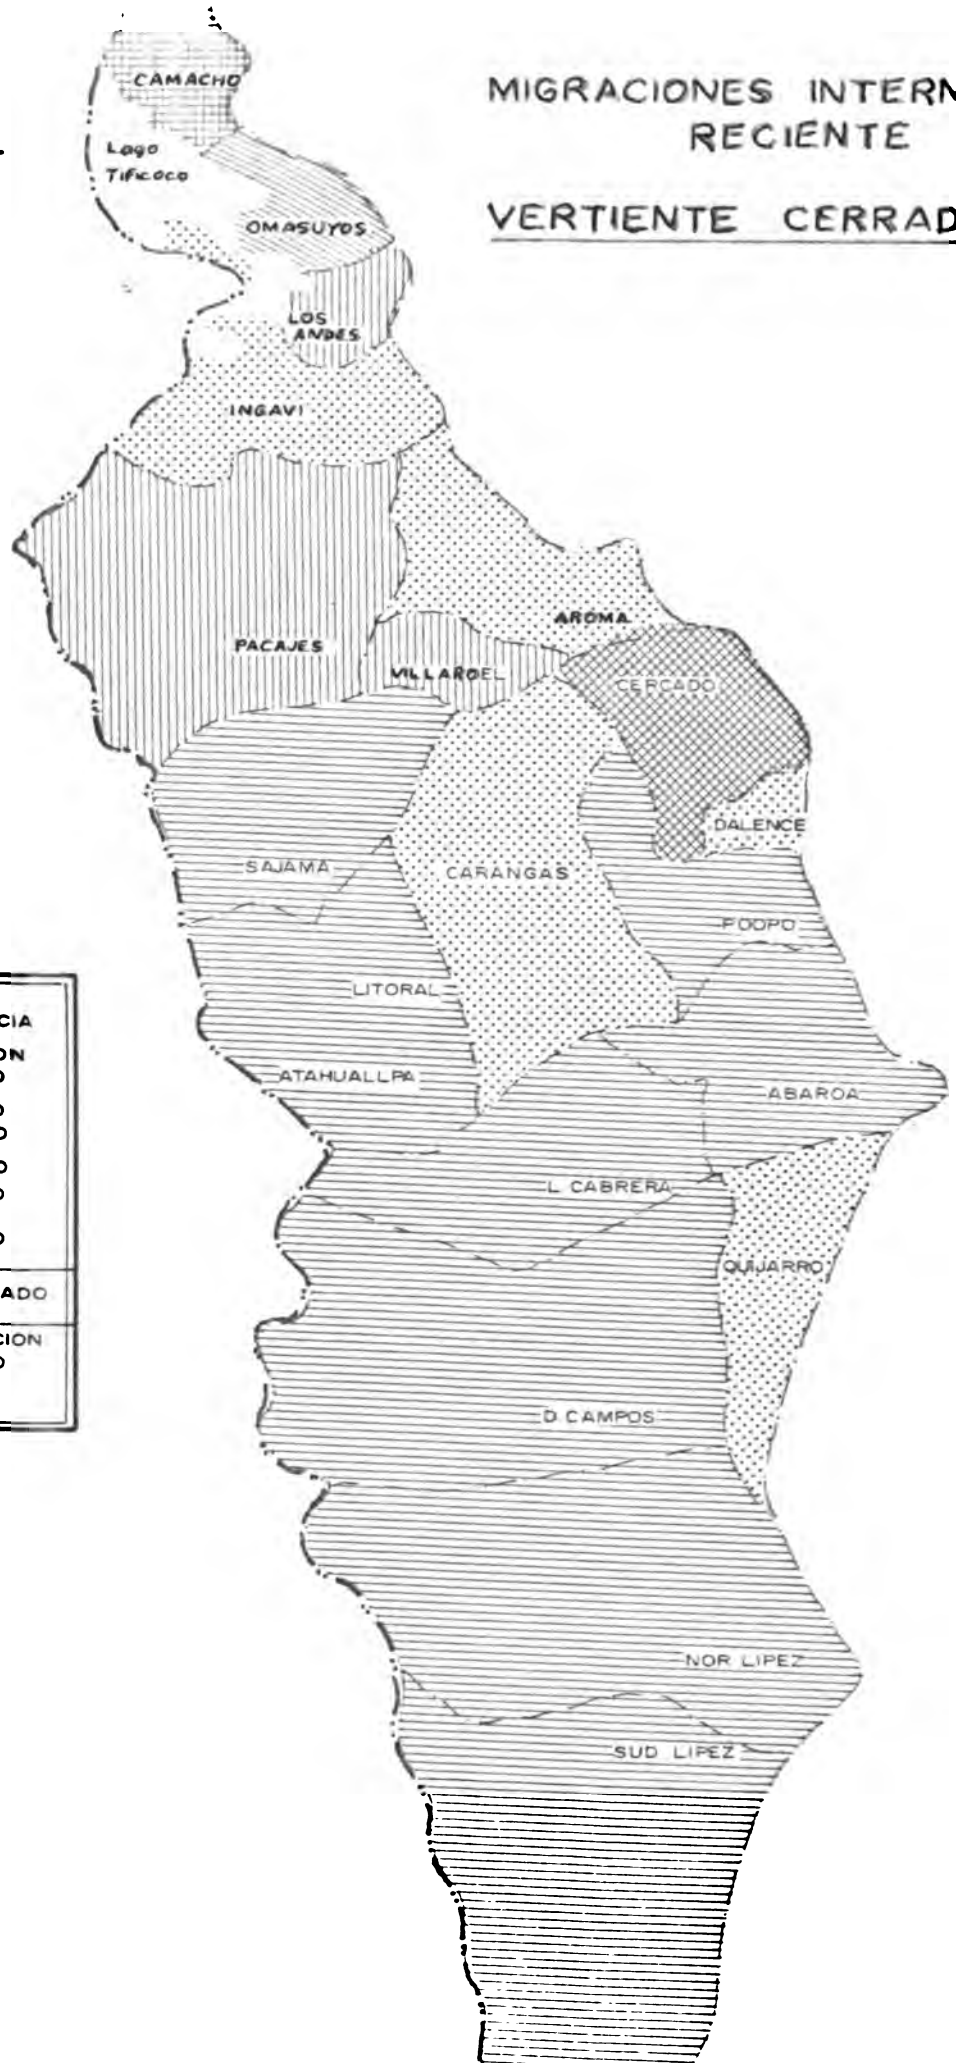 MIGRACIONES INTERN
RECIENTE
VERTIENTE CERRAD
CAMACHO
Lago
Tificoco
OMASUYOS
LOS
ANDES
INGAVI
AROMA
PACAJES
VILLAROEL
CERCADO
DALENCE
SAJAMA
CARANGAS
POOPO
LITORAL
ATAHUALLPA
ABAROA
L. CABRERA
QUIJARRO
D. CAMPOS
NOR LIPEZ
SUD LIPEZ
CIA
ON
O
O
O
O
O
O
ADO
CION
O